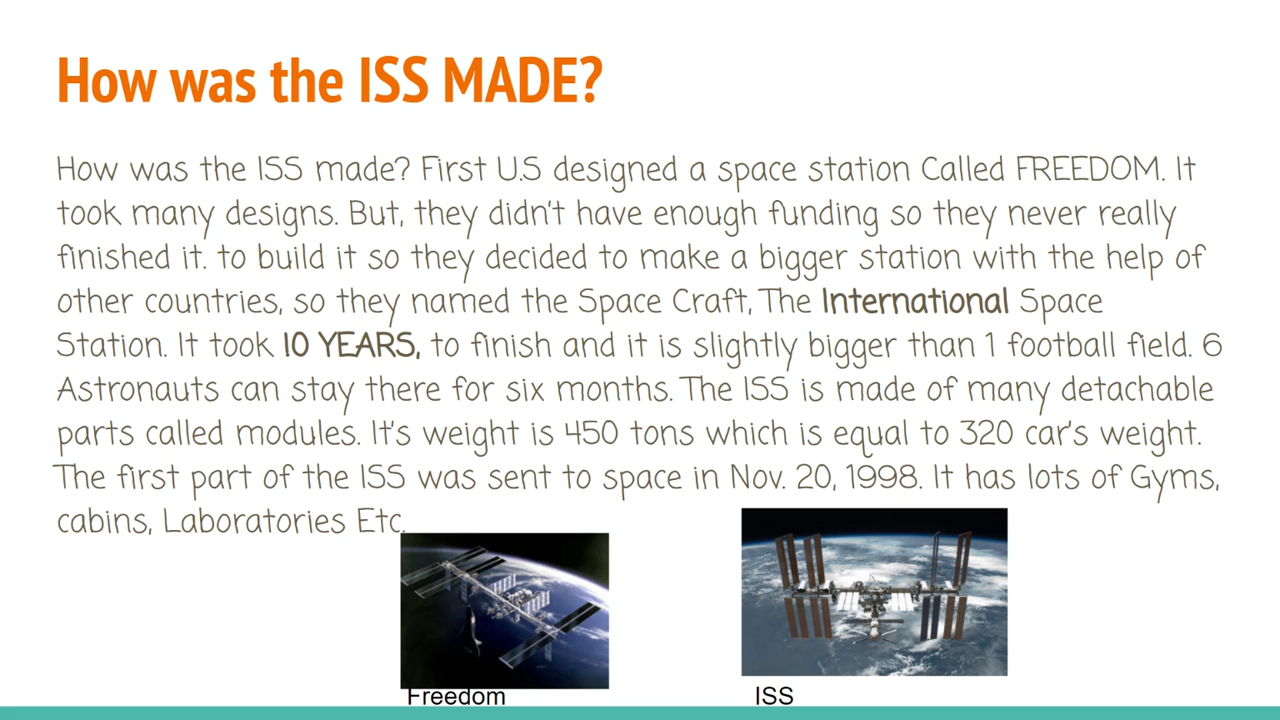 How was the ISS MADE?
How was the ISS made? First U.S designed a space station Called FREEDOM. It
took many designs. But, they didn't have enough funding so they never really
finished it. to build it so they decided to make a bigger station with the help of
other countries, so they named the Space Craft, The International Space
Station. It took 10 YEARS, to finish and it is slightly bigger than 1 football field. 6
Astronauts can stay there for six months. The ISS is made of many detachable
parts called modules. It's weight is 450 tons which is equal to 320 car's weight.
The first part of the ISS was sent to space in Nov. 20, 1998. It has lots of Gyms,
cabins, Laboratories Etc.
Freedom
ISS